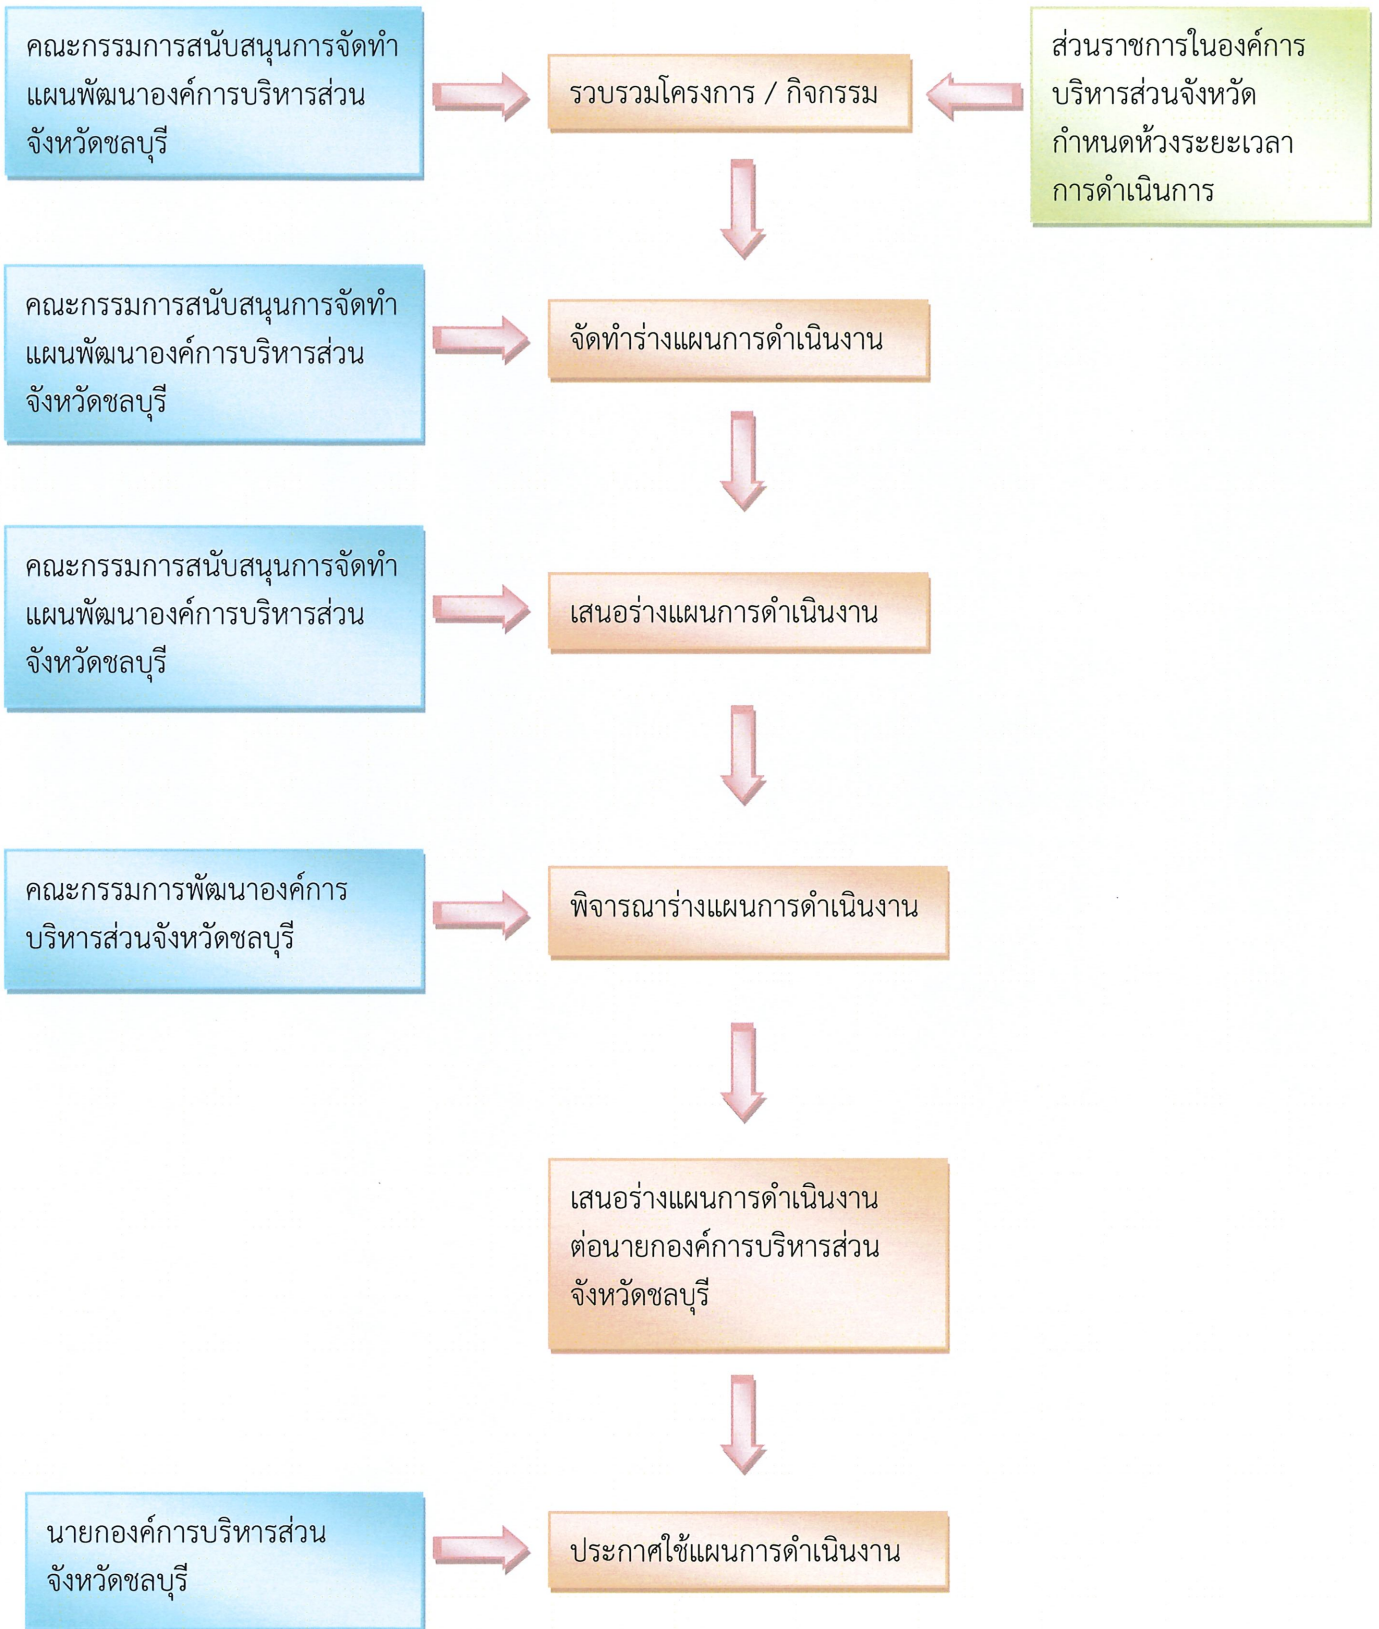 คณะกรรมการสนับสนุนการจัดทำ
แผนพัฒนาองค์การบริหารส่วน
จังหวัดชลบุรี
รวบรวมโครงการ / กิจกรรม
ส่วนราชการในองค์การ
บริหารส่วนจังหวัด
กำหนดห้วงระยะเวลา
การดำเนินการ
คณะกรรมการสนับสนุนการจัดทำ
แผนพัฒนาองค์การบริหารส่วน
จังหวัดชลบุรี
จัดทำร่างแผนการดำเนินงาน
คณะกรรมการสนับสนุนการจัดทำ
แผนพัฒนาองค์การบริหารส่วน
จังหวัดชลบุรี
เสนอร่างแผนการดำเนินงาน
คณะกรรมการพัฒนาองค์การ
บริหารส่วนจังหวัดชลบุรี
พิจารณาร่างแผนการดำเนินงาน
เสนอร่างแผนการดำเนินงาน
ต่อนายกองค์การบริหารส่วน
จังหวัดชลบุรี
นายกองค์การบริหารส่วน
จังหวัดชลบุรี
ประกาศใช้แผนการดำเนินงาน